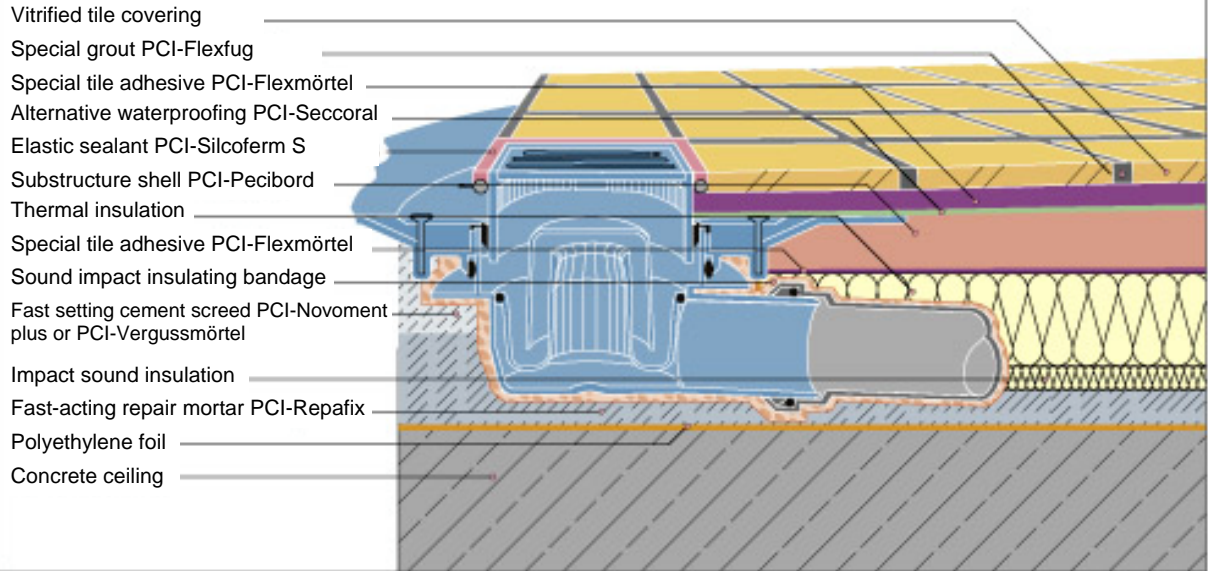 Vitrified tile covering
Special grout PCI-Flexfug
Special tile adhesive PCI-Flexmörtel
Alternative waterproofing PCI-Seccoral
Elastic sealant PCI-Silcoferm S
Substructure shell PCI-Pecibord
Thermal insulation
Special tile adhesive PCI-Flexmörtel
Sound impact insulating bandage
Fast setting cement screed PCI-Novoment
plus or PCI-Vergussmörtel
Impact sound insulation
Fast-acting repair mortar PCI-Repafix
Polyethylene foil
Concrete ceiling